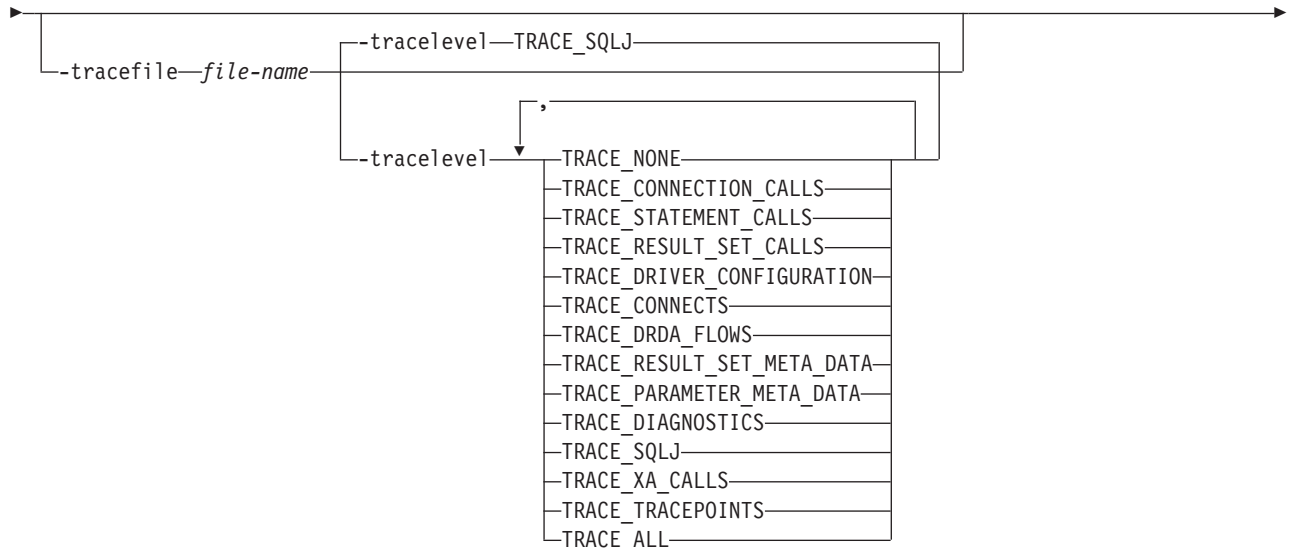 -tracelevel TRACE_SQLJ
-tracefile file-name
,
-tracelevel TRACE_NONE
TRACE_CONNECTION_CALLS
TRACE_STATEMENT_CALLS
TRACE_RESULT_SET_CALLS
TRACE_DRIVER_CONFIGURATION
TRACE_CONNECTS
TRACE_DRDA_FLOWS
TRACE_RESULT_SET_META_DATA
TRACE_PARAMETER_META_DATA
TRACE_DIAGNOSTICS
TRACE_SQLJ
TRACE_XA_CALLS
TRACE_TRACEPOINTS
TRACE_ALL